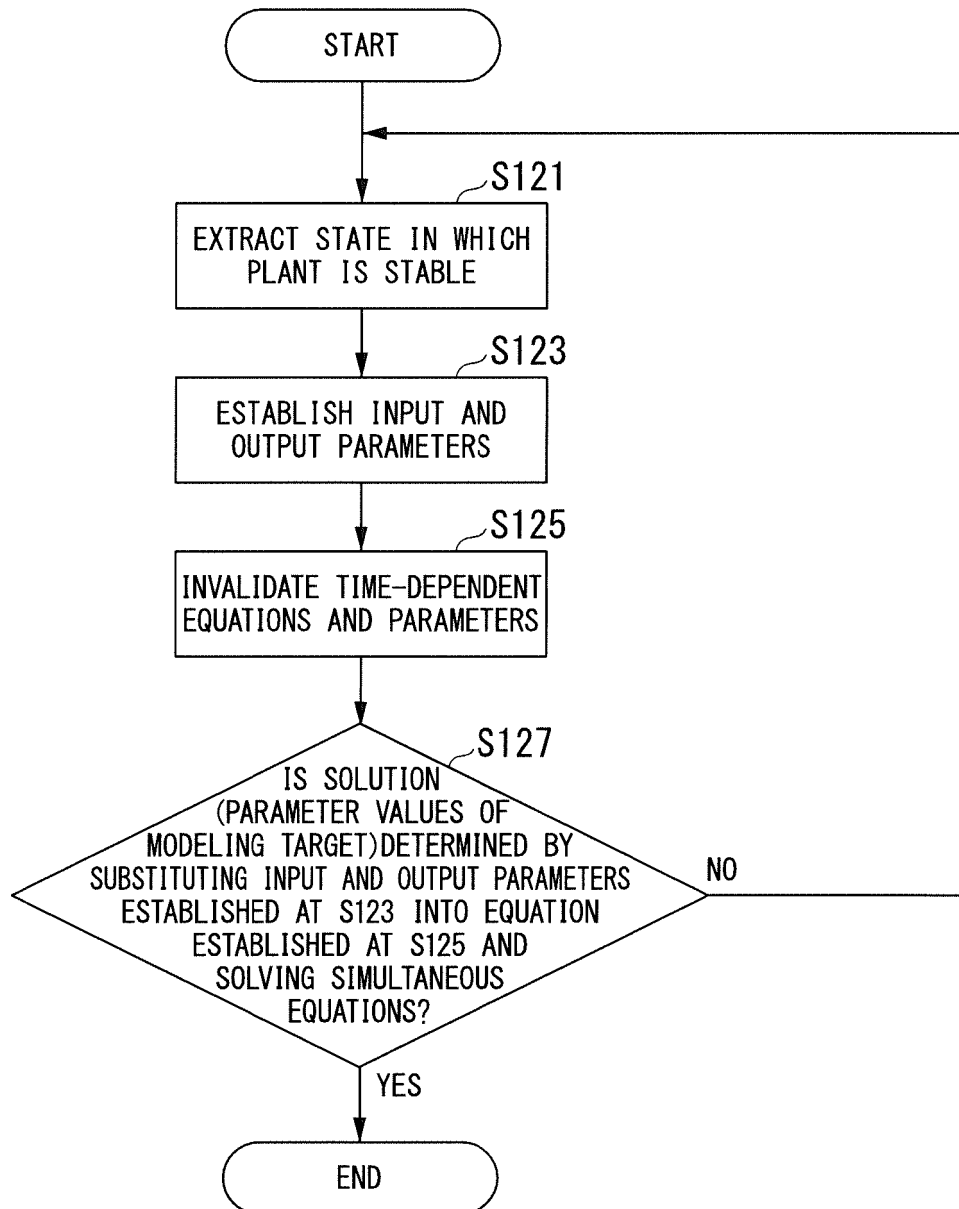 START
S121
EXTRACT STATE IN WHICH
PLANT IS STABLE
S123
ESTABLISH INPUT AND
OUTPUT PARAMETERS
S125
INVALIDATE TIME-DEPENDENT
EQUATIONS AND PARAMETERS
S127
IS SOLUTION
(PARAMETER VALUES OF
MODELING TARGET)DETERMINED BY
SUBSTITUTING INPUT AND OUTPUT PARAMETERS
ESTABLISHED AT S123 INTO EQUATION
ESTABLISHED AT S125 AND
SOLVING SIMULTANEOUS
EQUATIONS?
NO
YES
END